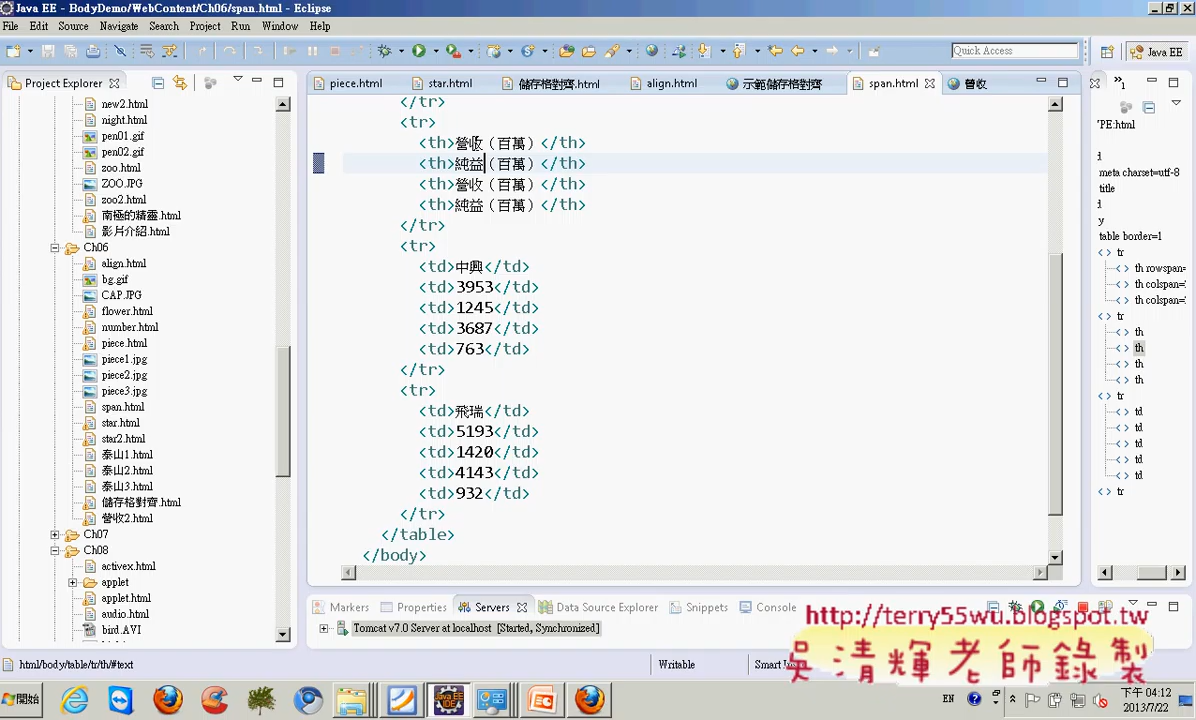 Java EE - BodyDemo/WebContent/Ch06/span.html - Eclipse
File Edit Source Navigate Search Project Run Window Help
Quick Access
Java EE
Project Explorer
piece.html star.html 儲存格對齊.html align.html 示範儲存格對齊 span.html 營收
1
new2.html
night.html
pen01.gif
pen02.gif
zoo.html
ZOO.JPG
zoo2.html
南極的精靈.html
影片介紹.html
Ch06
align.html
bg.gif
CAP.JPG
flower.html
number.html
piece.html
piece1.jpg
piece2.jpg
piece3.jpg
span.html
star.html
star2.html
泰山1.html
泰山2.html
泰山3.html
儲存格對齊.html
營收2.html
Ch07
Ch08
activex.html
applet
applet.html
audio.html
bird.AVI
</tr>
<tr>
<th>營收（百萬）</th>
<th>純益（百萬）</th>
<th>營收（百萬）</th>
<th>純益（百萬）</th>
</tr>
<tr>
<td>中興</td>
<td>3953</td>
<td>1245</td>
<td>3687</td>
<td>763</td>
</tr>
<tr>
<td>飛瑞</td>
<td>5193</td>
<td>1420</td>
<td>4143</td>
<td>932</td>
</tr>
</table>
</body>
'PE:html
d
meta charset=utf-8
title
d
y
table border=1
tr
th rowspan=
th colspan=
th colspan=
tr
th
th
th
th
tr
td
td
td
td
td
tr
Markers Properties Servers Data Source Explorer Snippets Console
Tomcat v7.0 Server at localhost [Started, Synchronized]
http://terry55wu.blogspot.tw
吳清輝老師錄製
html/body/table/tr/th/#text
Writable
開始
EN
下午 04:12
2013/7/22